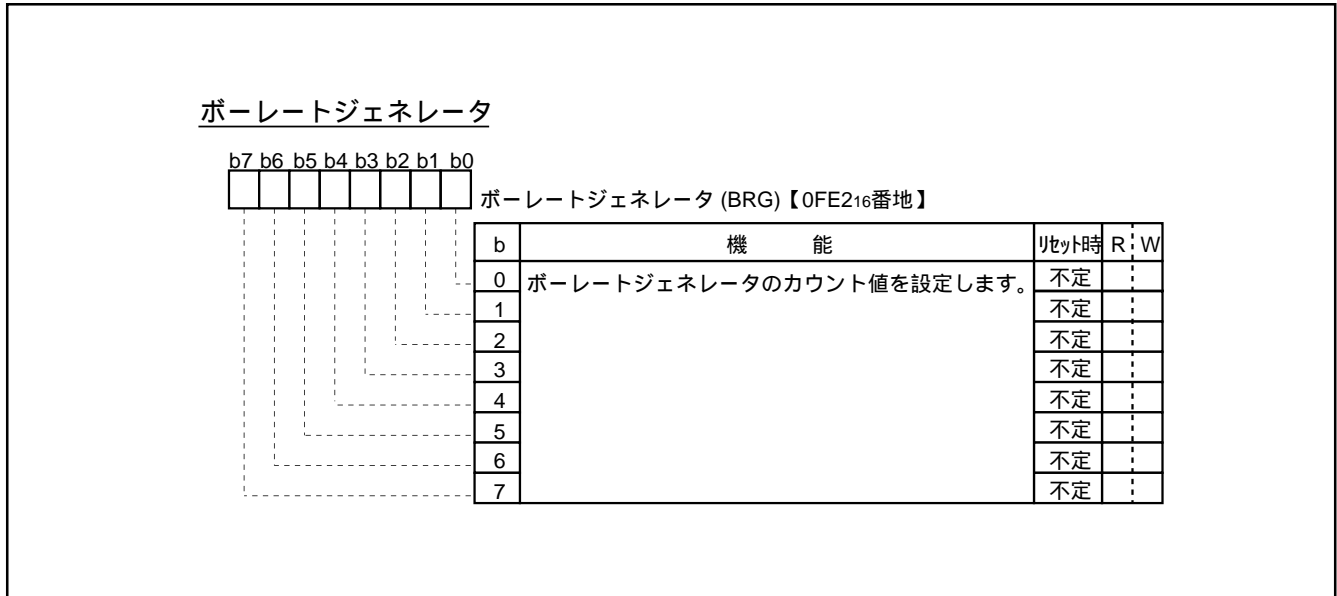 ボーレートジェネレータ
b7 b6 b5 b4 b3 b2 b1 b0
ボーレートジェネレータ (BRG)【0FE216番地】
b 機 能 リセット時 R W
0 ボーレートジェネレータのカウント値を設定します。 不定
1 不定
2 不定
3 不定
4 不定
5 不定
6 不定
7 不定